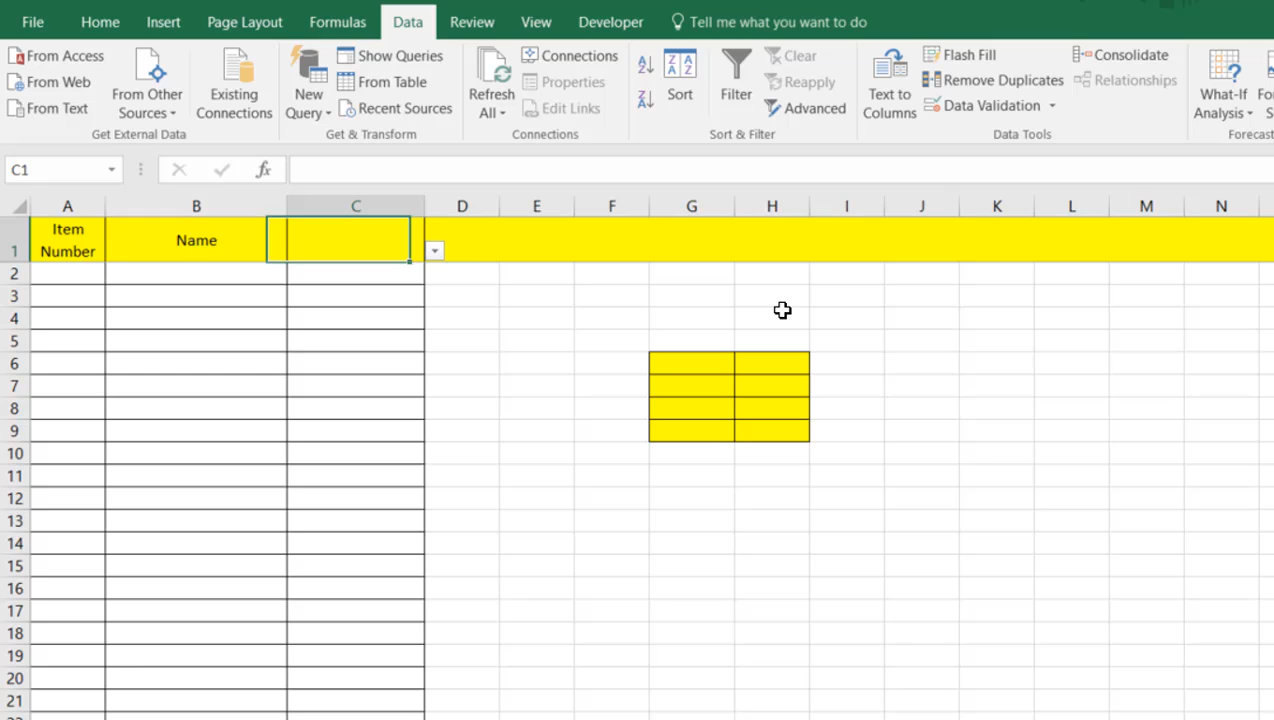 File Home Insert Page Layout Formulas Data Review View Developer Tell me what you want to do
From Access
From Web
From Text
From Other
Sources
Existing
Connections
Get External Data
New
Query
Show Queries
From Table
Recent Sources
Get & Transform
Refresh
All
Connections
Properties
Edit Links
Connections
Sort
Filter
Clear
Reapply
Advanced
Sort & Filter
Text to
Columns
Flash Fill
Remove Duplicates
Data Validation
Consolidate
Relationships
Data Tools
What-If
Analysis
Fo
S
Forecast
C1
fx
A B C D E F G H I J K L M N
1 Item
Number
Name
2
3
4
5
6
7
8
9
10
11
12
13
14
15
16
17
18
19
20
21